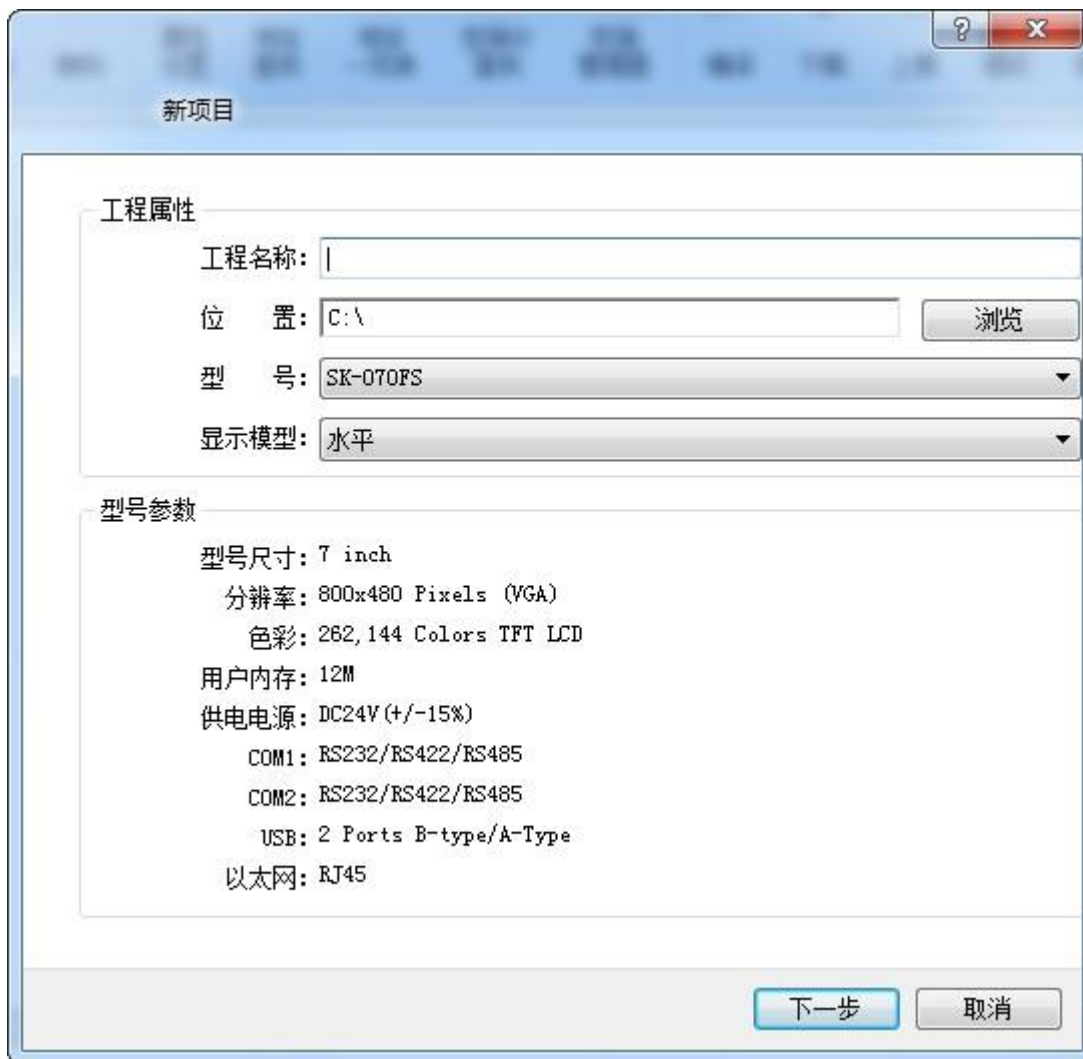 新项目
工程属性
工程名称:
位 置: C:\ 浏览
型 号: SK-070FS
显示模型: 水平
型号参数
型号尺寸: 7 inch
分辨率: 800x480 Pixels (VGA)
色彩: 262,144 Colors TFT LCD
用户内存: 12M
供电电源: DC24V(+/-15%)
COM1: RS232/RS422/RS485
COM2: RS232/RS422/RS485
USB: 2 Ports B-type/A-Type
以太网: RJ45
下一步 取消